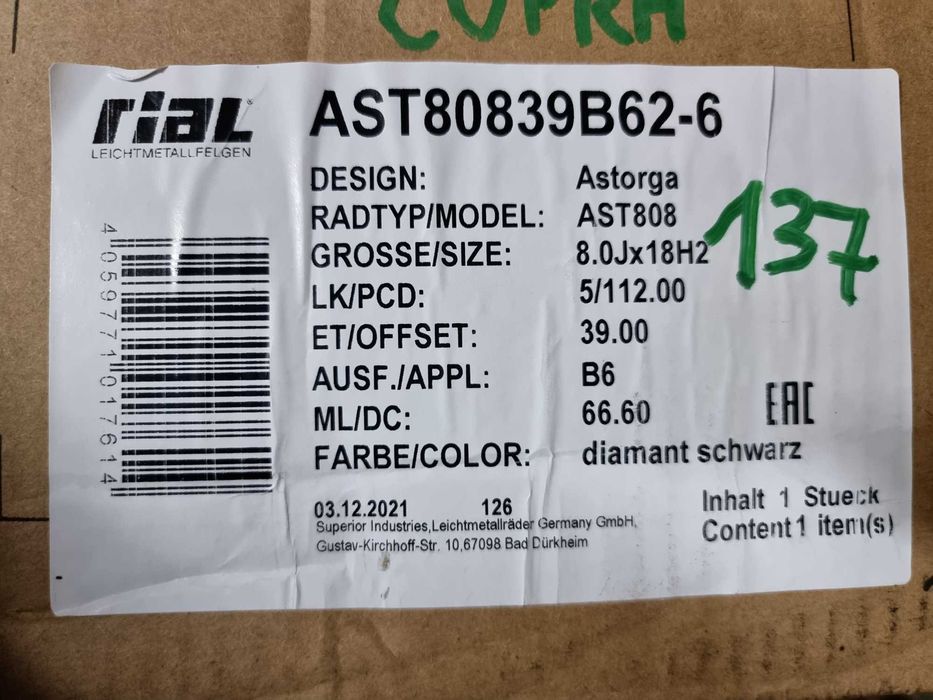 CUPRA
rial®
LEICHTMETALLFELGEN
AST80839B62-6
DESIGN: Astorga
RADTYP/MODEL: AST808
137
GROSSE/SIZE: 8.0Jx18H2
LK/PCD: 5/112.00
ET/OFFSET: 39.00
AUSF./APPL: B6
ML/DC: 66.60
EAC
FARBE/COLOR: diamant schwarz
4059771017614
03.12.2021 126
Superior Industries,Leichtmetallräder Germany GmbH,
Gustav-Kirchhoff-Str. 10,67098 Bad Dürkheim
Inhalt 1 Stueck
Content 1 item(s)